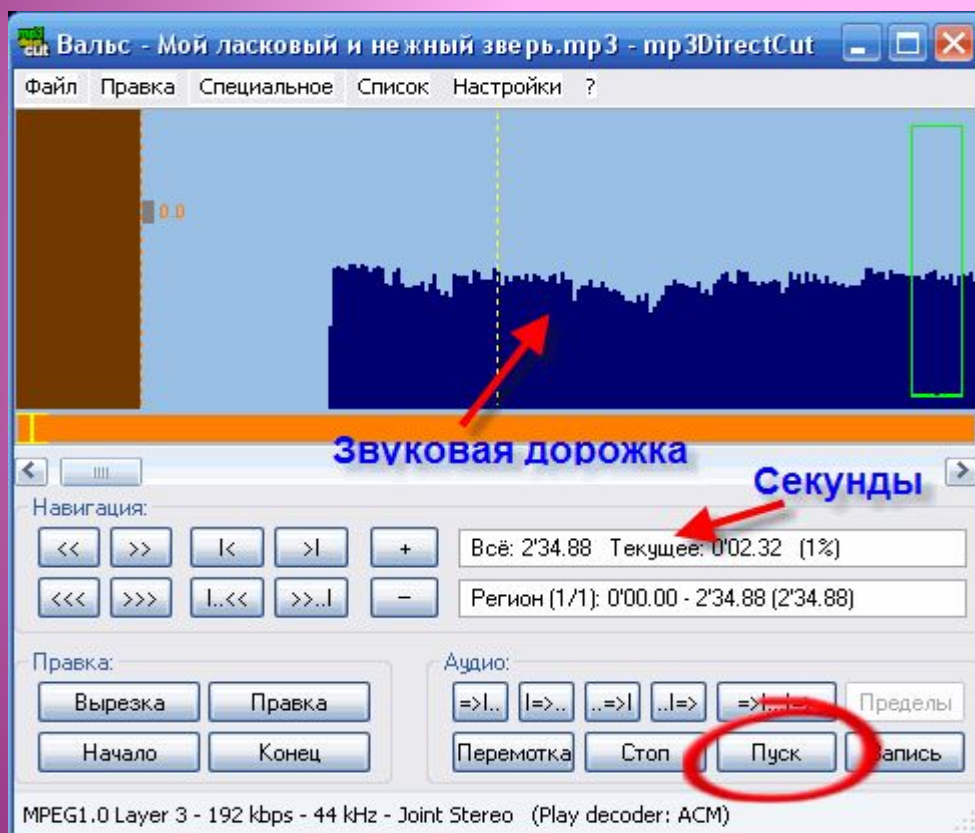 mp3 cut Вальс - Мой ласковый и нежный зверь.mp3 - mp3DirectCut
Файл Правка Специальное Список Настройки ?
0.0
Звуковая дорожка
Секунды
Навигация:
<< >> |< >| +
Всё: 2'34.88 Текущее: 0'02.32 (1%)
<<< >>> |..<< >>..| −
Регион (1/1): 0'00.00 - 2'34.88 (2'34.88)
Правка:
Вырезка Правка
Начало Конец
Аудио:
=>|.. |=>.. ..=>| ..|=> =>|..|=> Пределы
Перемотка Стоп Пуск Запись
MPEG1.0 Layer 3 - 192 kbps - 44 kHz - Joint Stereo (Play decoder: ACM)